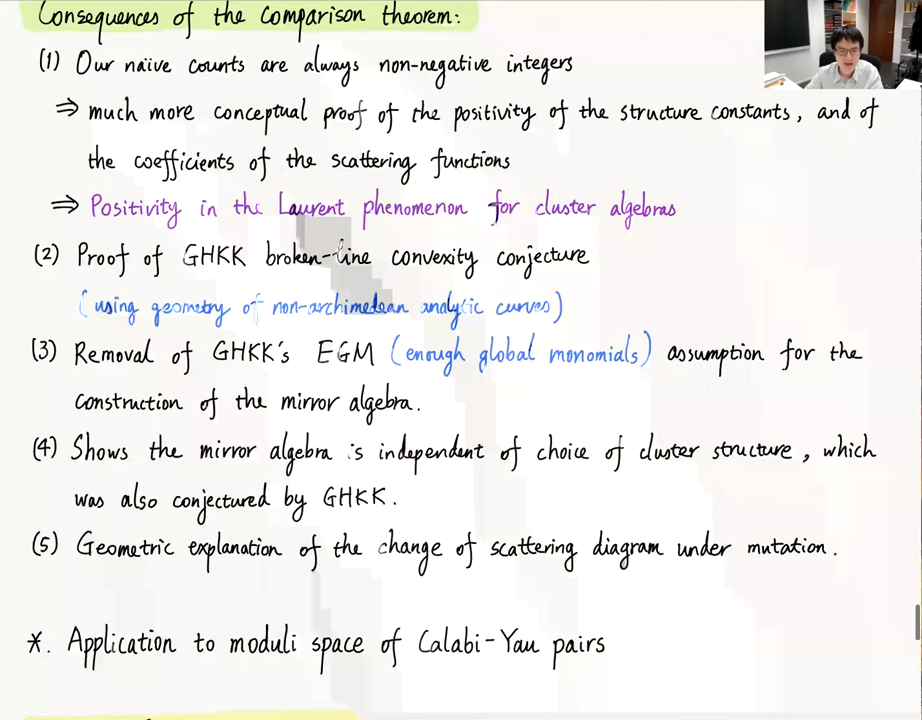 Consequences of the comparison theorem:
(1) Our naïve counts are always non-negative integers
⇒ much more conceptual proof of the positivity of the structure constants, and of
the coefficients of the scattering functions
⇒ Positivity in the Laurent phenomenon for cluster algebras
(2) Proof of GHKK broken-line convexity conjecture
(using geometry of non-archimedean analytic curves)
(3) Removal of GHKK's EGM (enough global monomials) assumption for the
construction of the mirror algebra.
(4) Shows the mirror algebra is independent of choice of cluster structure, which
was also conjectured by GHKK.
(5) Geometric explanation of the change of scattering diagram under mutation.
*. Application to moduli space of Calabi-Yau pairs